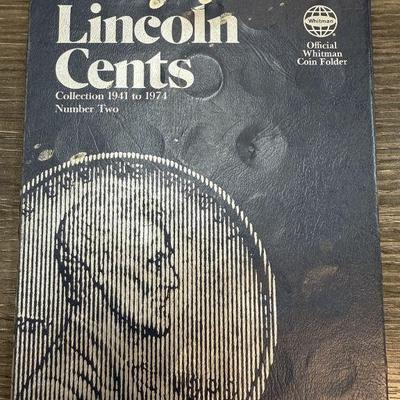 Lincoln
Cents
Collection 1941 to 1974
Number Two
Whitman
Official
Whitman
Coin Folder